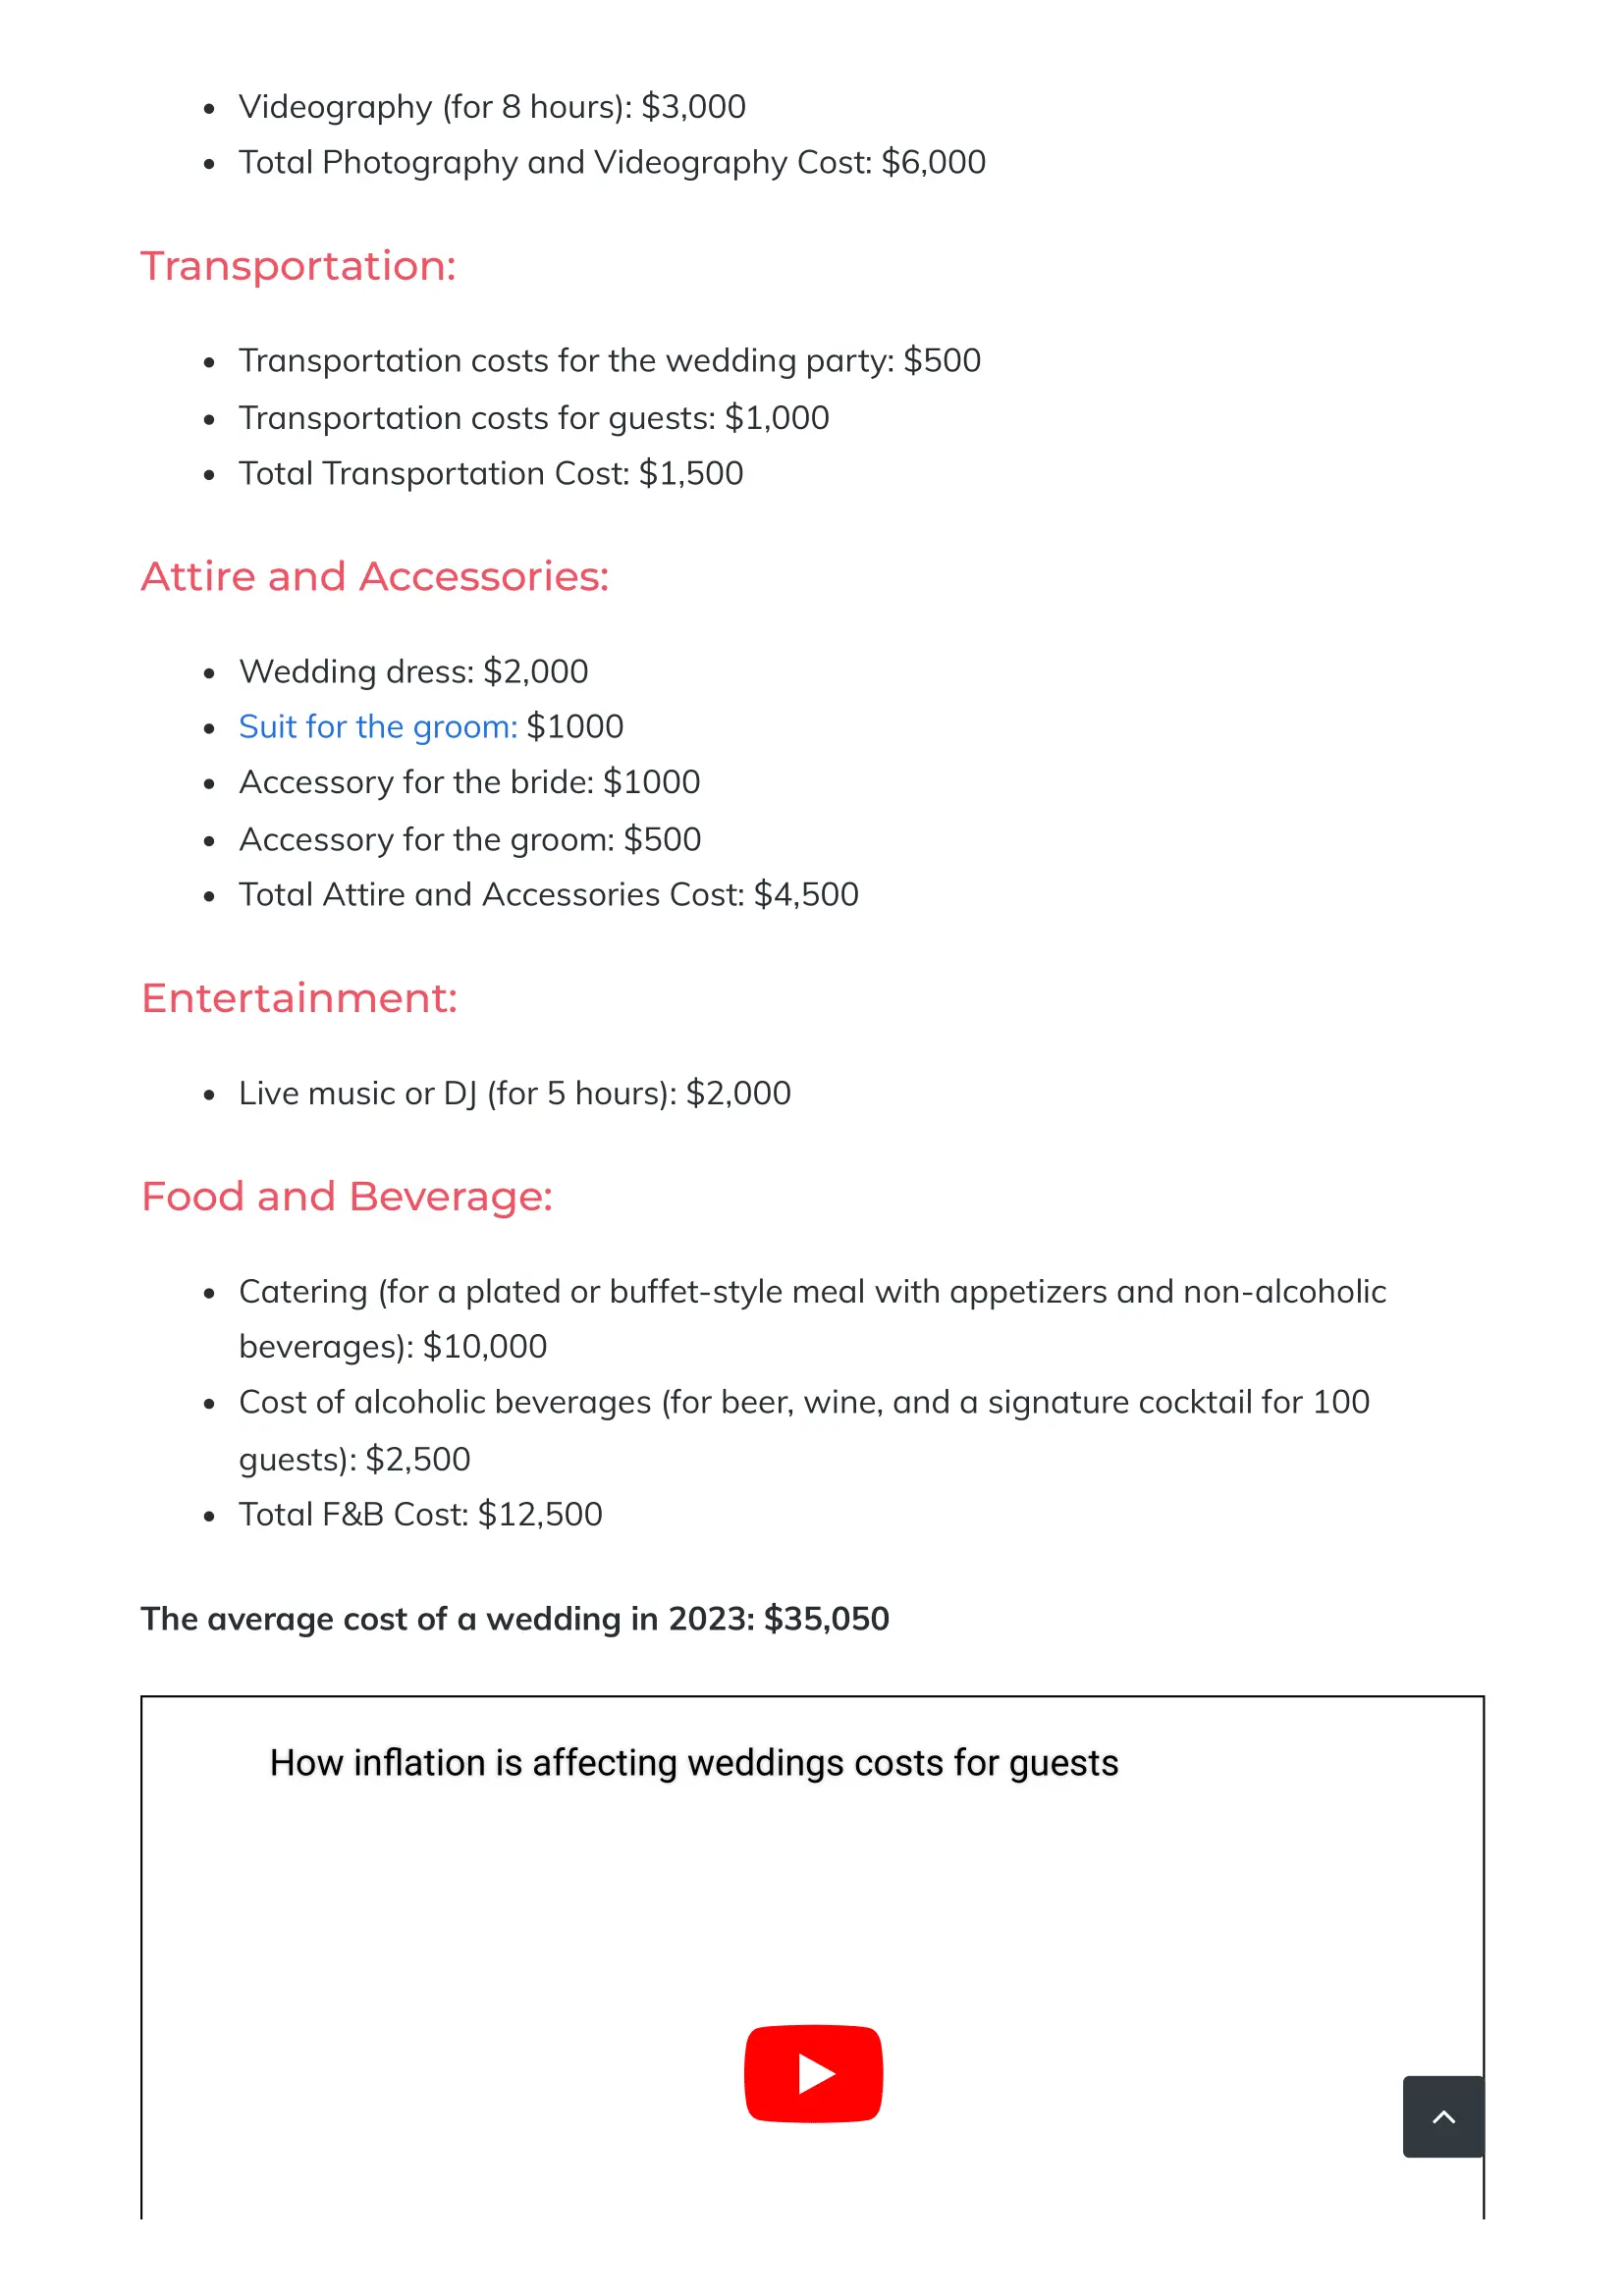 Videography (for 8 hours): $3,000
Total Photography and Videography Cost: $6,000
Transportation:
Transportation costs for the wedding party: $500
Transportation costs for guests: $1,000
Total Transportation Cost: $1,500
Attire and Accessories:
Wedding dress: $2,000
Suit for the groom: $1000
Accessory for the bride: $1000
Accessory for the groom: $500
Total Attire and Accessories Cost: $4,500
Entertainment:
Live music or DJ (for 5 hours): $2,000
Food and Beverage:
Catering (for a plated or buffet-style meal with appetizers and non-alcoholic
beverages): $10,000
Cost of alcoholic beverages (for beer, wine, and a signature cocktail for 100
guests): $2,500
Total F&B Cost: $12,500
The average cost of a wedding in 2023: $35,050
How inflation is affecting weddings costs for guests